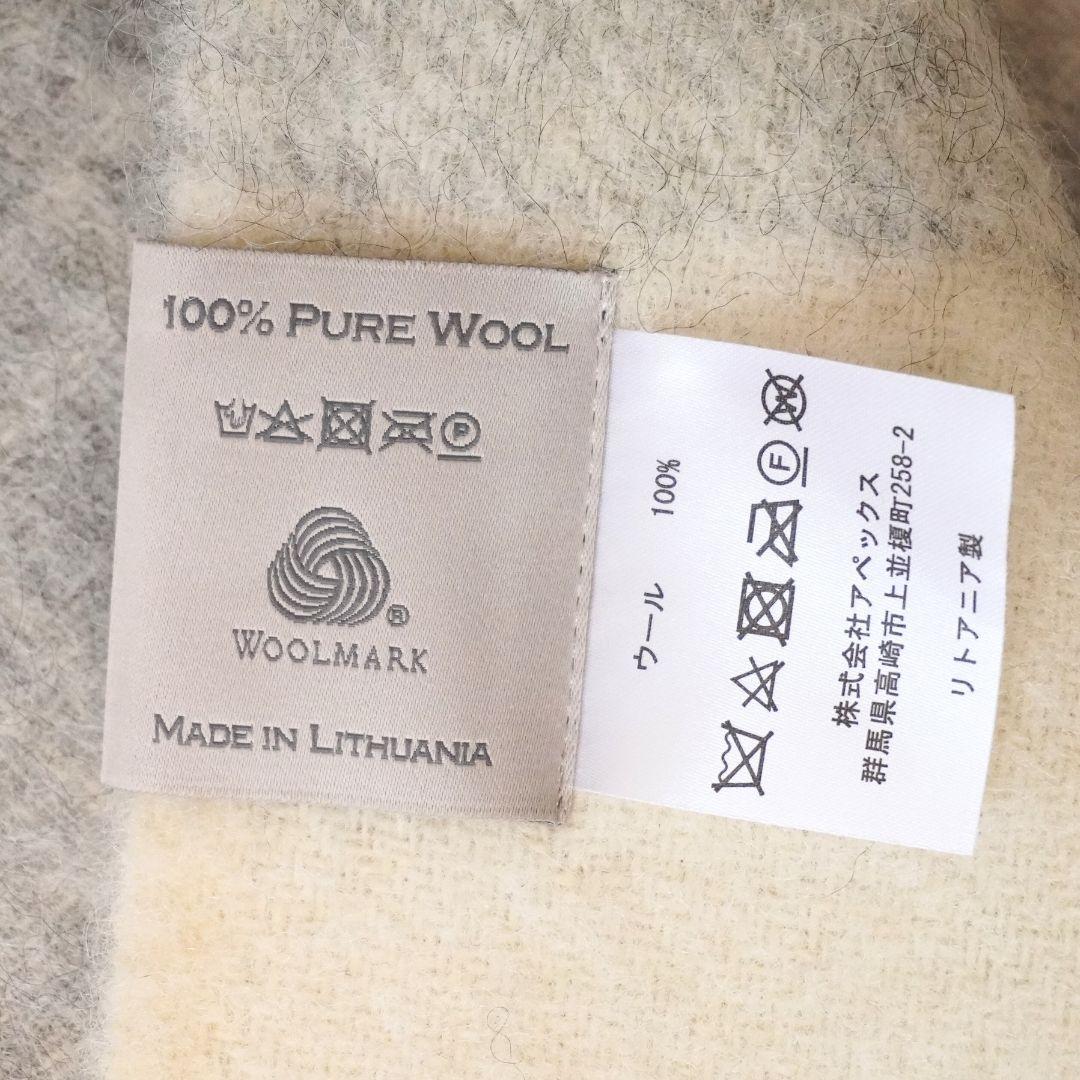 100% PURE WOOL
P
®
WOOLMARK
MADE IN LITHUANIA
ウール 100%
F W
株式会社アペックス
群馬県高崎市上並榎町258-2
リトアニア製